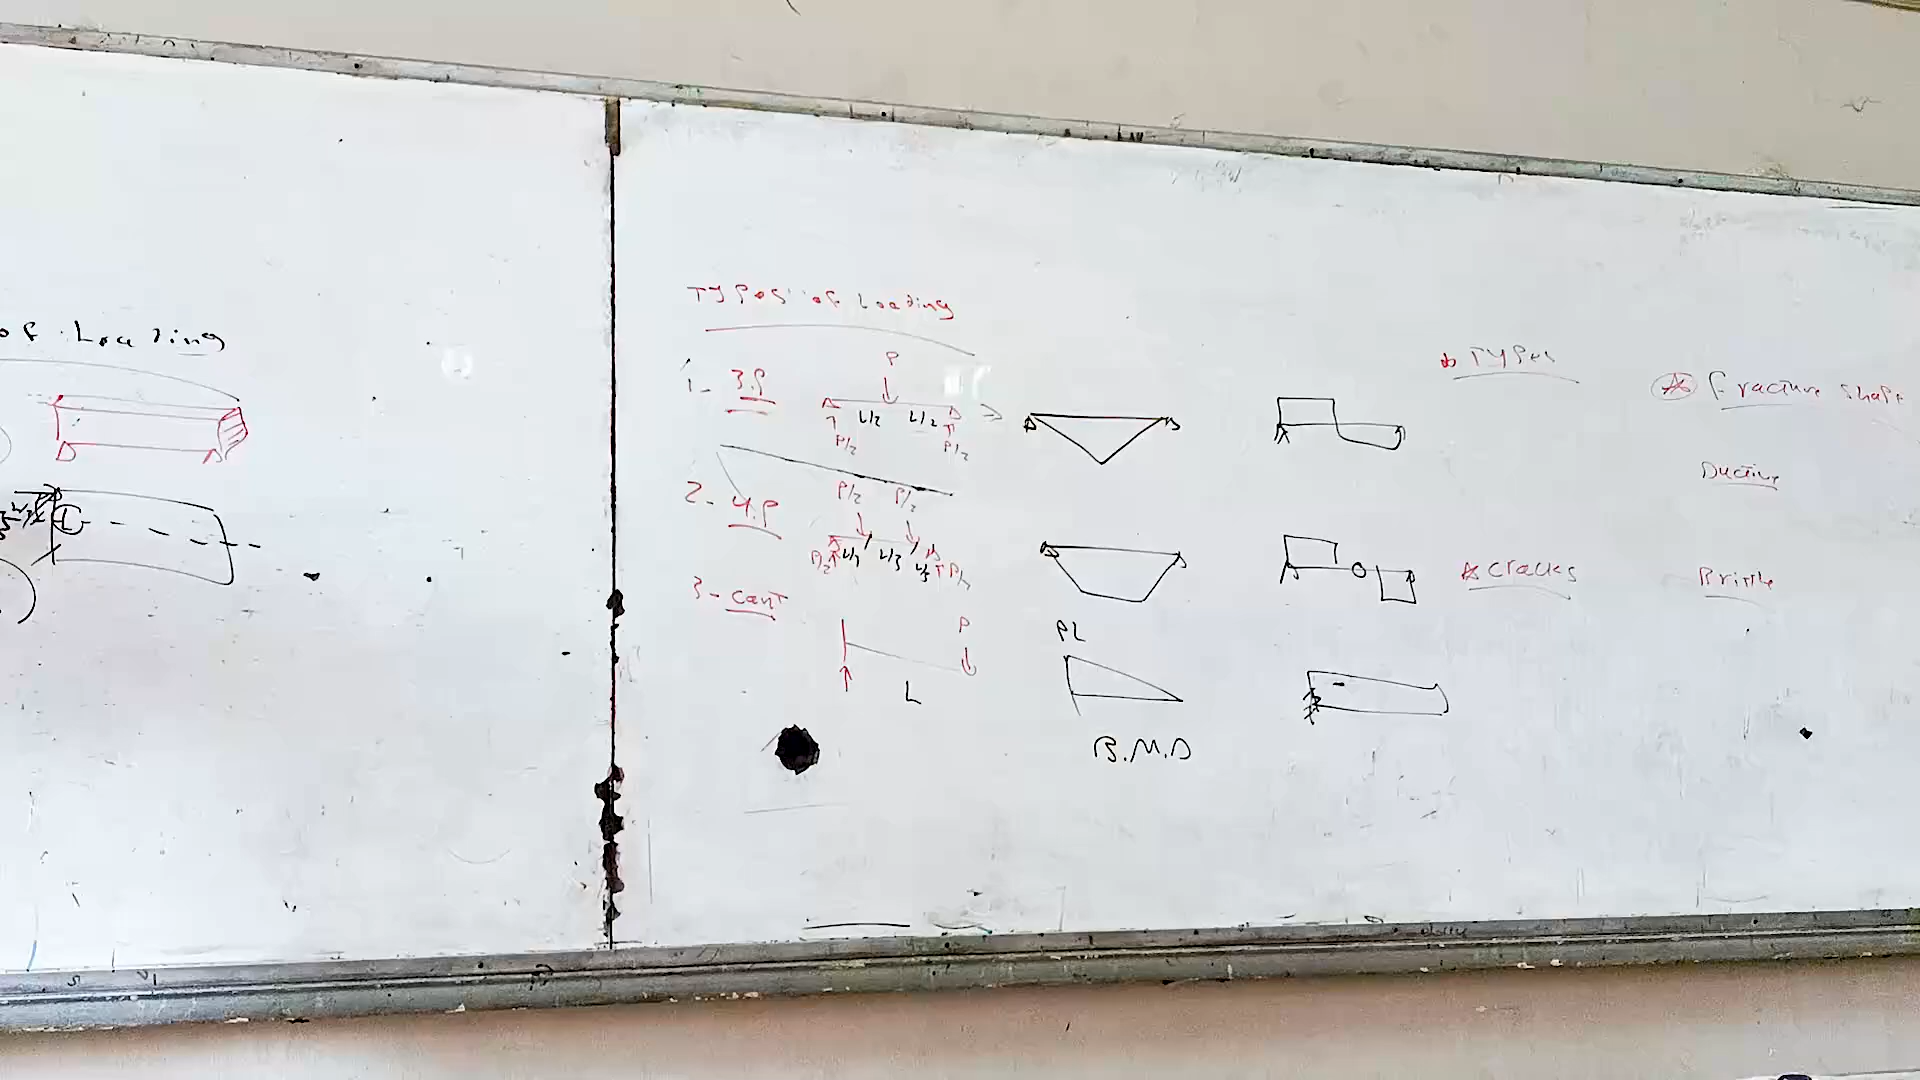 of Loading
Types of Loading
1- 3.P
P
L/2 L/2
P/2 P/2
2- 4.P
P/2 P/2
L/3 L/3 L/3
3- cant
P
L
PL
B.M.D
Types
Cracks
Fracture shape
Ductile
Brittle